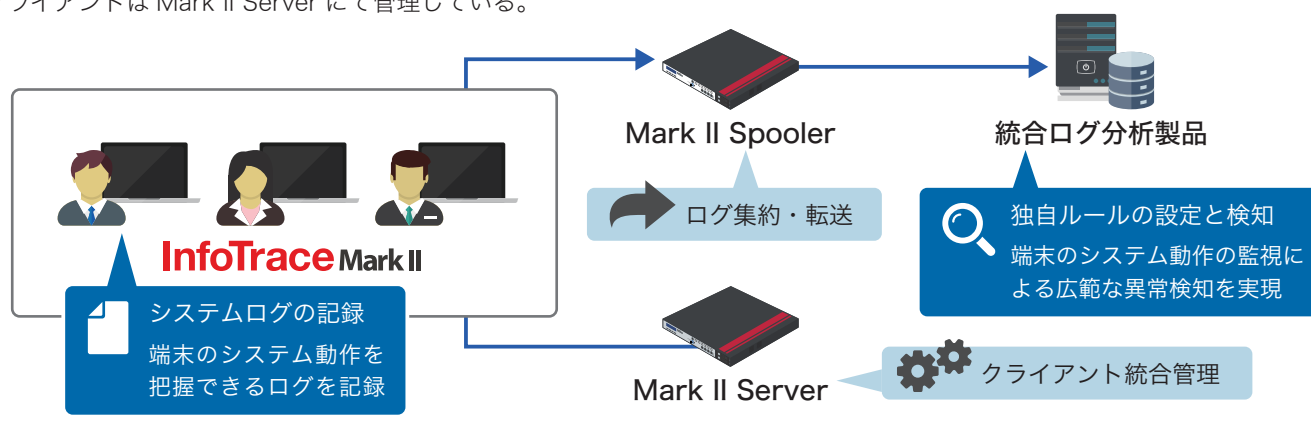 ライアントは Mark II Server にて管理している。
Mark II Spooler
統合ログ分析製品
ログ集約・転送
独自ルールの設定と検知
端末のシステム動作の監視に
よる広範な異常検知を実現
InfoTrace Mark II
システムログの記録
端末のシステム動作を
把握できるログを記録
Mark II Server
クライアント統合管理